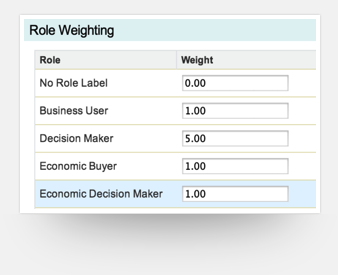 Role Weighting
Role Weight
No Role Label 0.00
Business User 1.00
Decision Maker 5.00
Economic Buyer 1.00
Economic Decision Maker 1.00